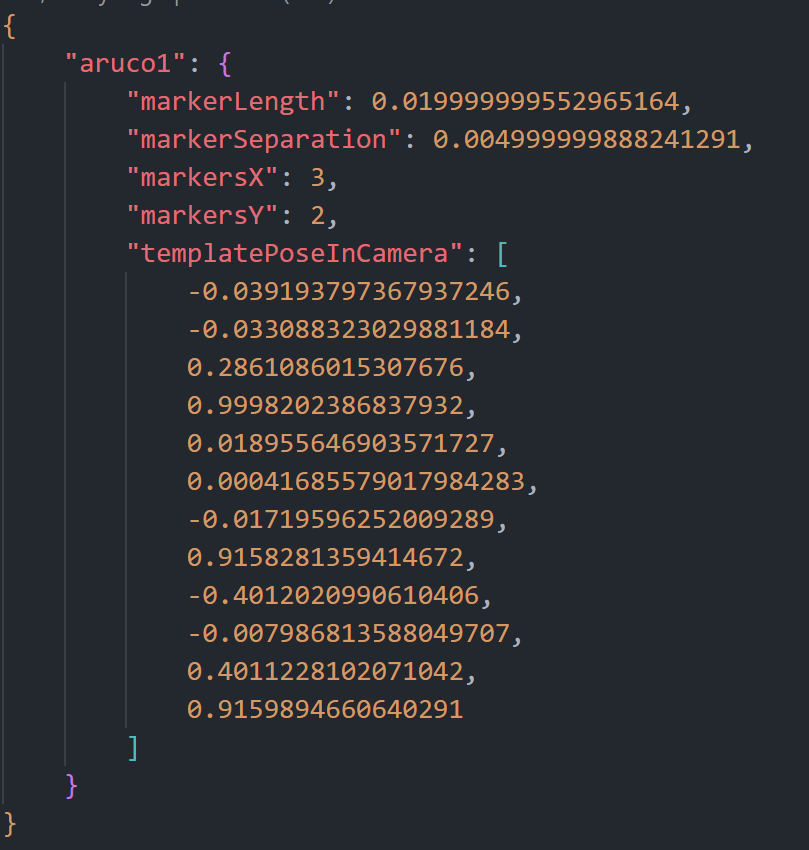 {
"aruco1": {
"markerLength": 0.019999999552965164,
"markerSeparation": 0.004999999888241291,
"markersX": 3,
"markersY": 2,
"templatePoseInCamera": [
-0.039193797367937246,
-0.033088323029881184,
0.2861086015307676,
0.9998202386837932,
0.018955646903571727,
0.00041685579017984283,
-0.01719596252009289,
0.9158281359414672,
-0.4012020990610406,
-0.007986813588049707,
0.4011228102071042,
0.9159894660640291
]
}
}